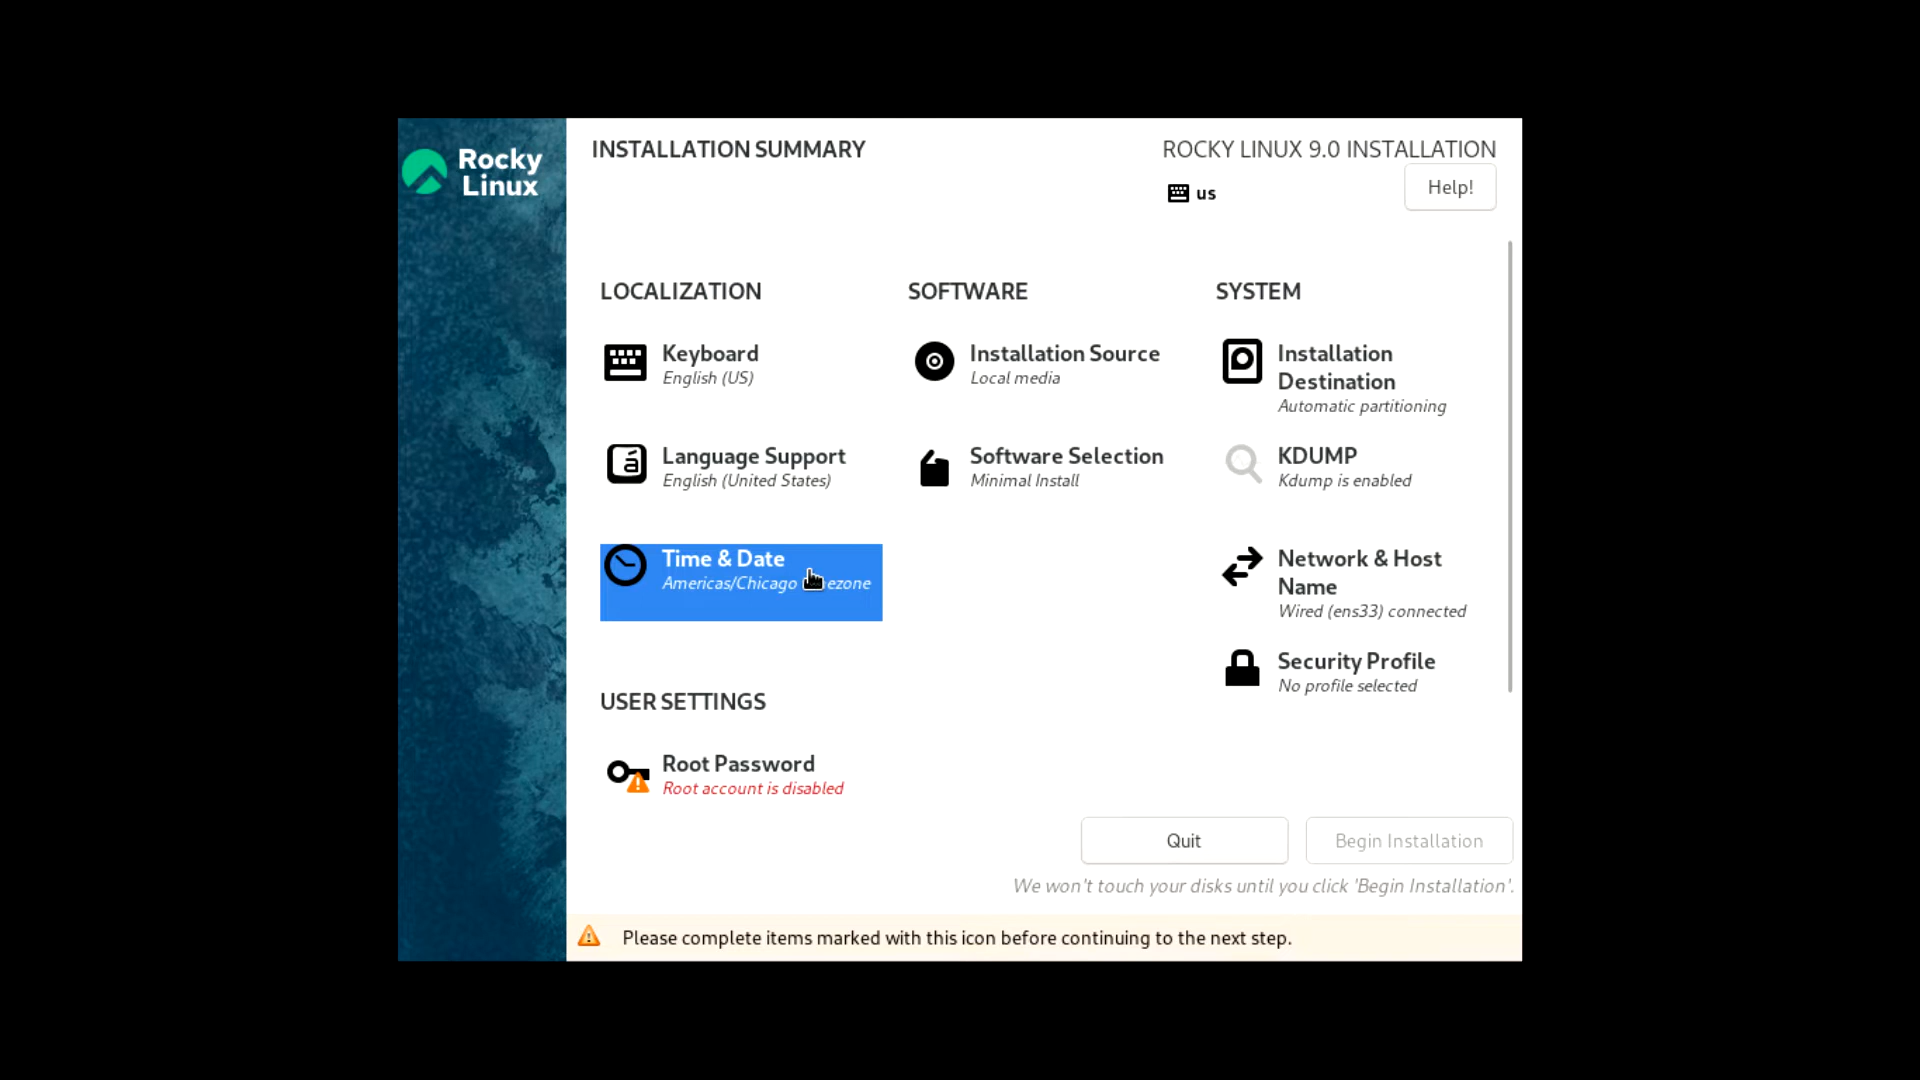 Rocky
Linux
INSTALLATION SUMMARY
ROCKY LINUX 9.0 INSTALLATION
us
Help!
LOCALIZATION
Keyboard
English (US)
Language Support
English (United States)
Time & Date
Americas/Chicago ezone
SOFTWARE
Installation Source
Local media
Software Selection
Minimal Install
SYSTEM
Installation
Destination
Automatic partitioning
KDUMP
Kdump is enabled
Network & Host
Name
Wired (ens33) connected
Security Profile
No profile selected
USER SETTINGS
Root Password
Root account is disabled
Quit
Begin Installation
We won't touch your disks until you click 'Begin Installation'.
Please complete items marked with this icon before continuing to the next step.